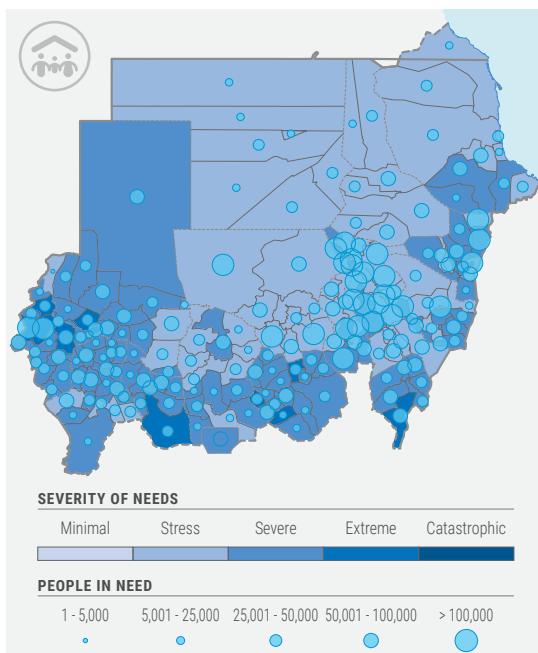 SEVERITY OF NEEDS
Minimal Stress Severe Extreme Catastrophic
PEOPLE IN NEED
1 - 5,000 5,001 - 25,000 25,001 - 50,000 50,001 - 100,000 > 100,000